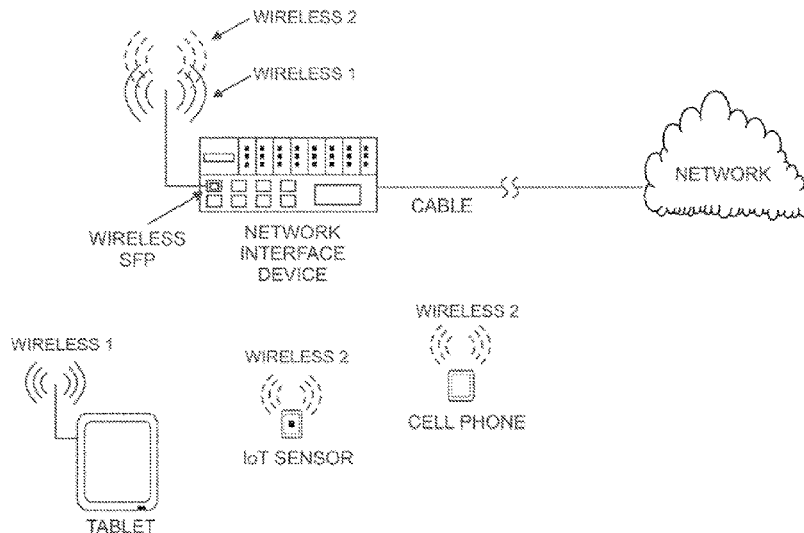 WIRELESS 2
WIRELESS 1
NETWORK
CABLE
WIRELESS
SFP
NETWORK
INTERFACE
DEVICE
WIRELESS 2
WIRELESS 1
WIRELESS 2
CELL PHONE
IoT SENSOR
TABLET